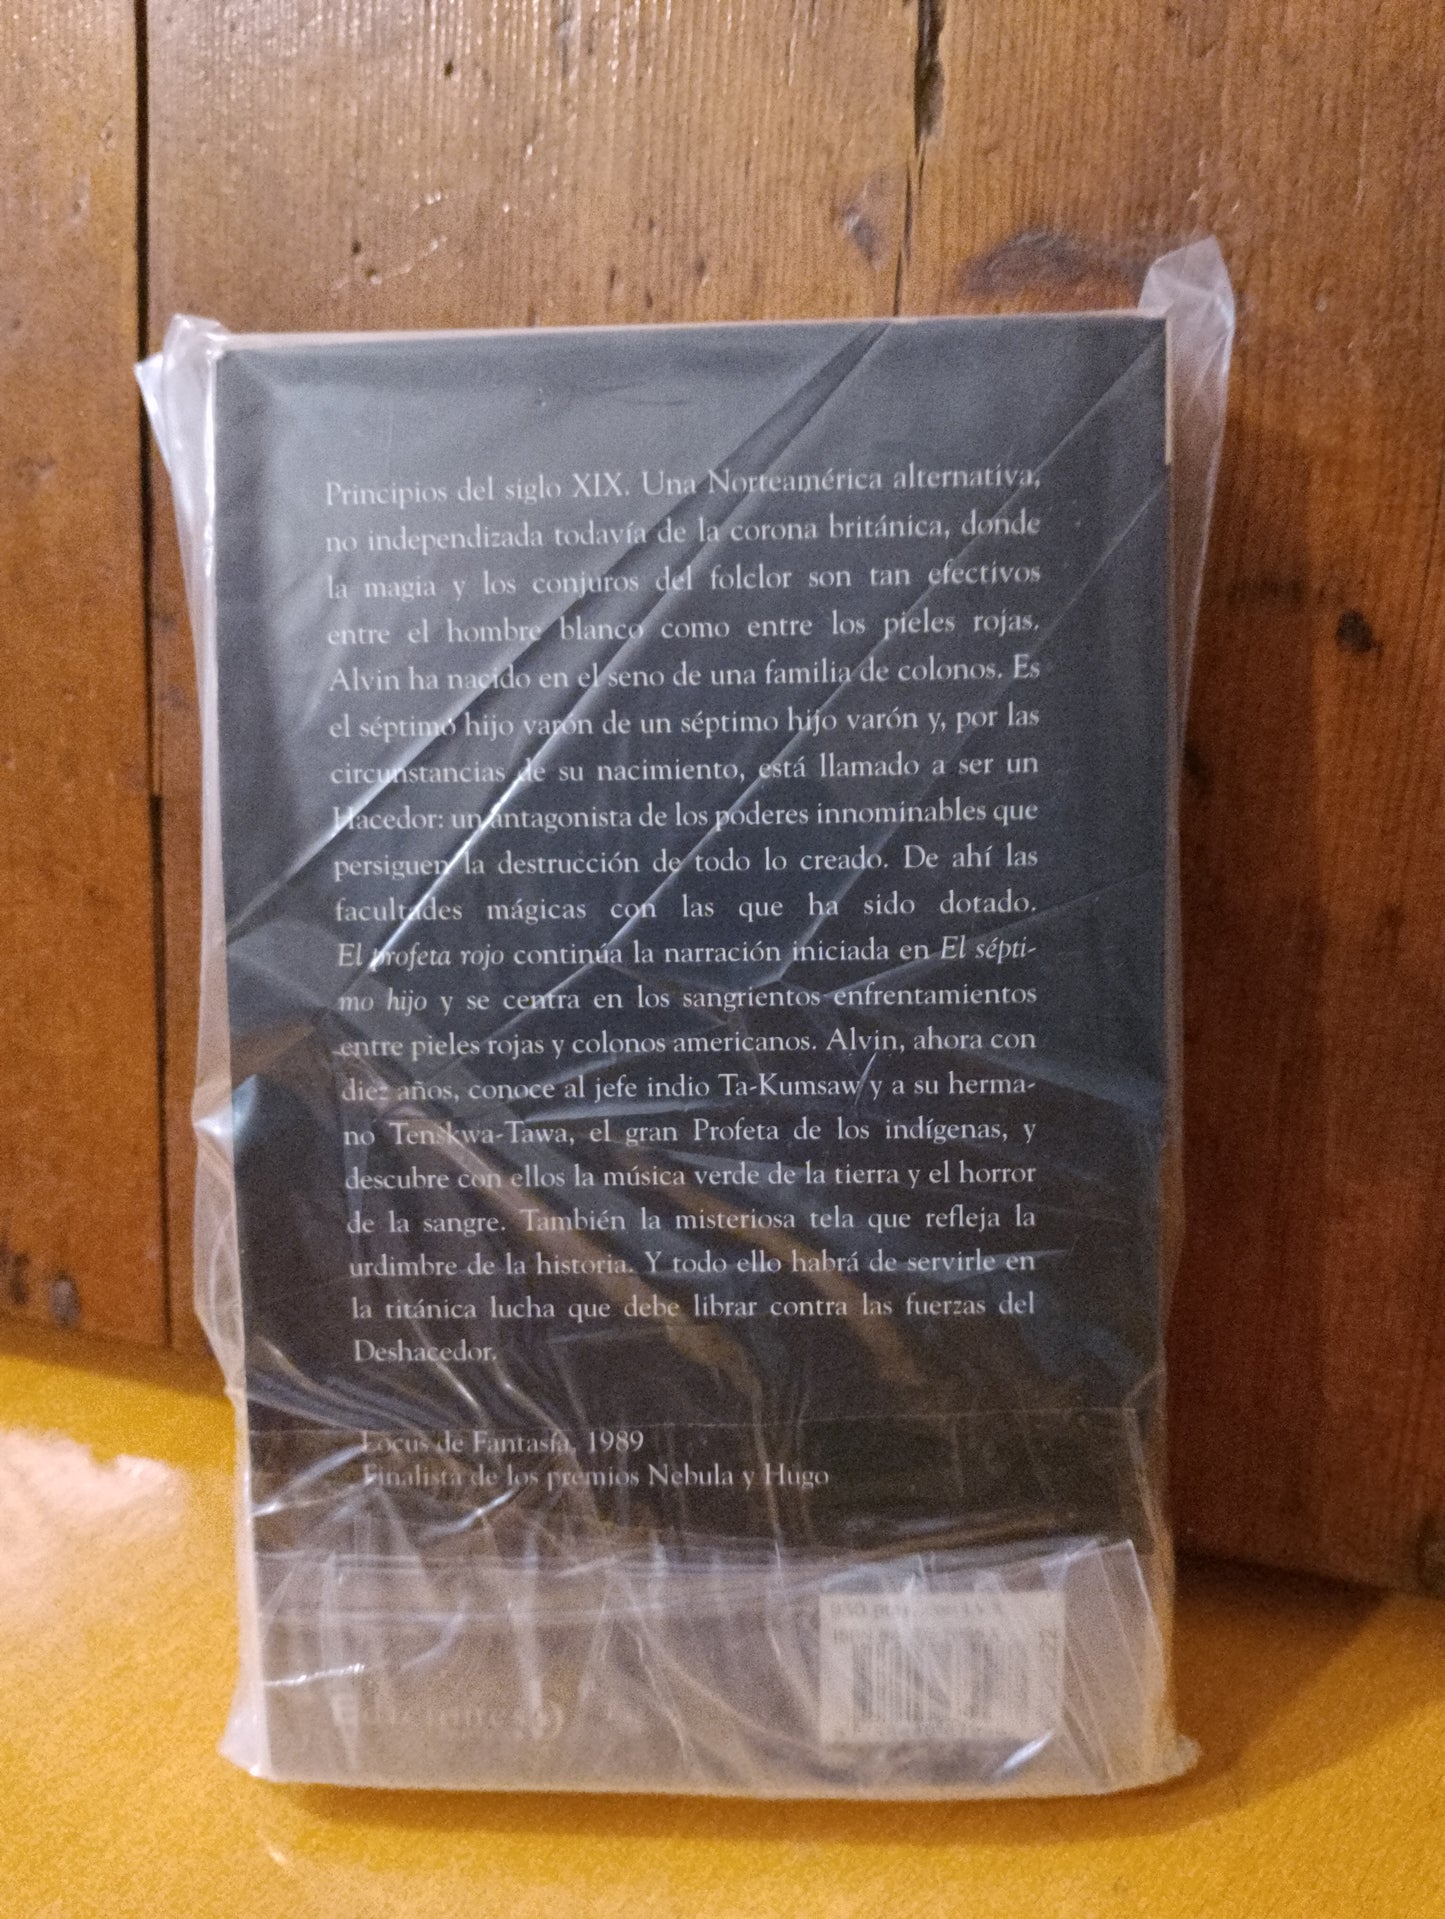 Principios del siglo XIX. Una Norteamérica alternativa,
no independizada todavía de la corona británica, donde
la magia y los conjuros del folclor son tan efectivos
entre el hombre blanco como entre los pieles rojas.
Alvin ha nacido en el seno de una familia de colonos. Es
el séptimo hijo varón de un séptimo hijo varón y, por las
circunstancias de su nacimiento, está llamado a ser un
Hacedor: un antagonista de los poderes innominables que
persiguen la destrucción de todo lo creado. De ahí las
facultades mágicas con las que ha sido dotado.
El profeta rojo continúa la narración iniciada en El sépti-
mo hijo y se centra en los sangrientos enfrentamientos
entre pieles rojas y colonos americanos. Alvin, ahora con
diez años, conoce al jefe indio Ta-Kumsaw y a su herma-
no Tenskwa-Tawa, el gran Profeta de los indígenas, y
descubre con ellos la música verde de la tierra y el horror
de la sangre. También la misteriosa tela que refleja la
urdimbre de la historia. Y todo ello habrá de servirle en
la titánica lucha que debe librar contra las fuerzas del
Deshacedor.
Locus de Fantasía, 1989
Finalista de los premios Nebula y Hugo